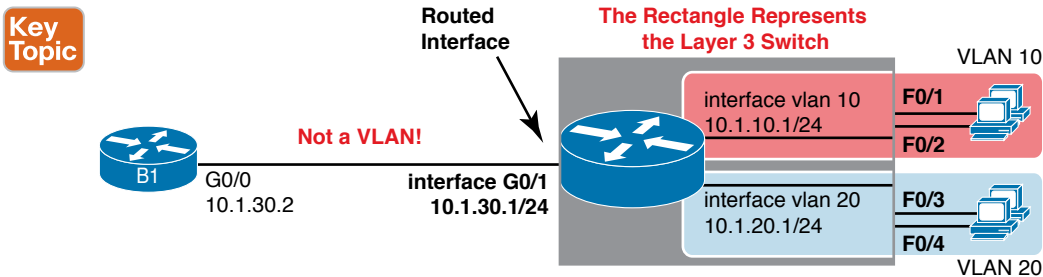 Key
Topic
Routed
Interface
The Rectangle Represents
the Layer 3 Switch
VLAN 10
interface vlan 10
10.1.10.1/24
F0/1
F0/2
Not a VLAN!
B1
G0/0
10.1.30.2
interface G0/1
10.1.30.1/24
interface vlan 20
10.1.20.1/24
F0/3
F0/4
VLAN 20